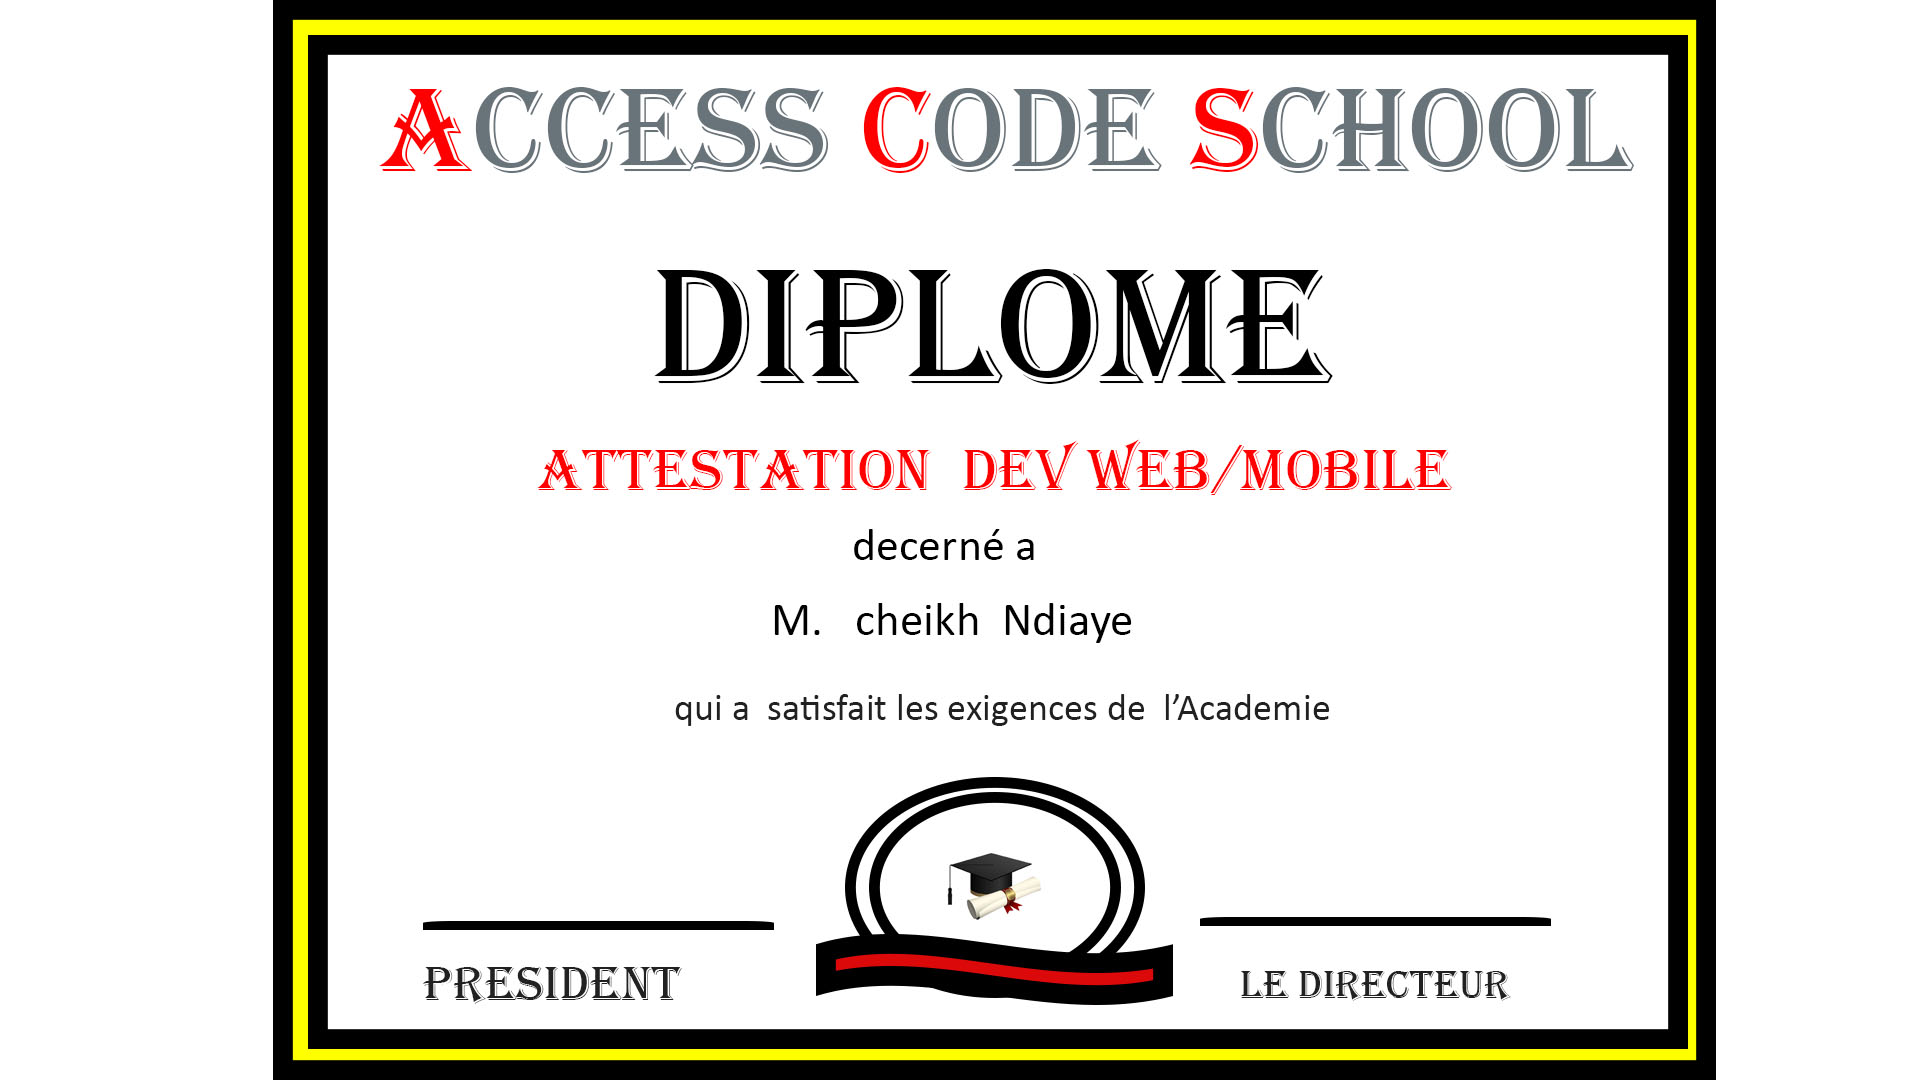 ACCESS CODE SCHOOL
DIPLOME
ATTESTATION DEV WEB/MOBILE
decerné a
M. cheikh Ndiaye
qui a satisfait les exigences de l’Academie
PRESIDENT
LE DIRECTEUR